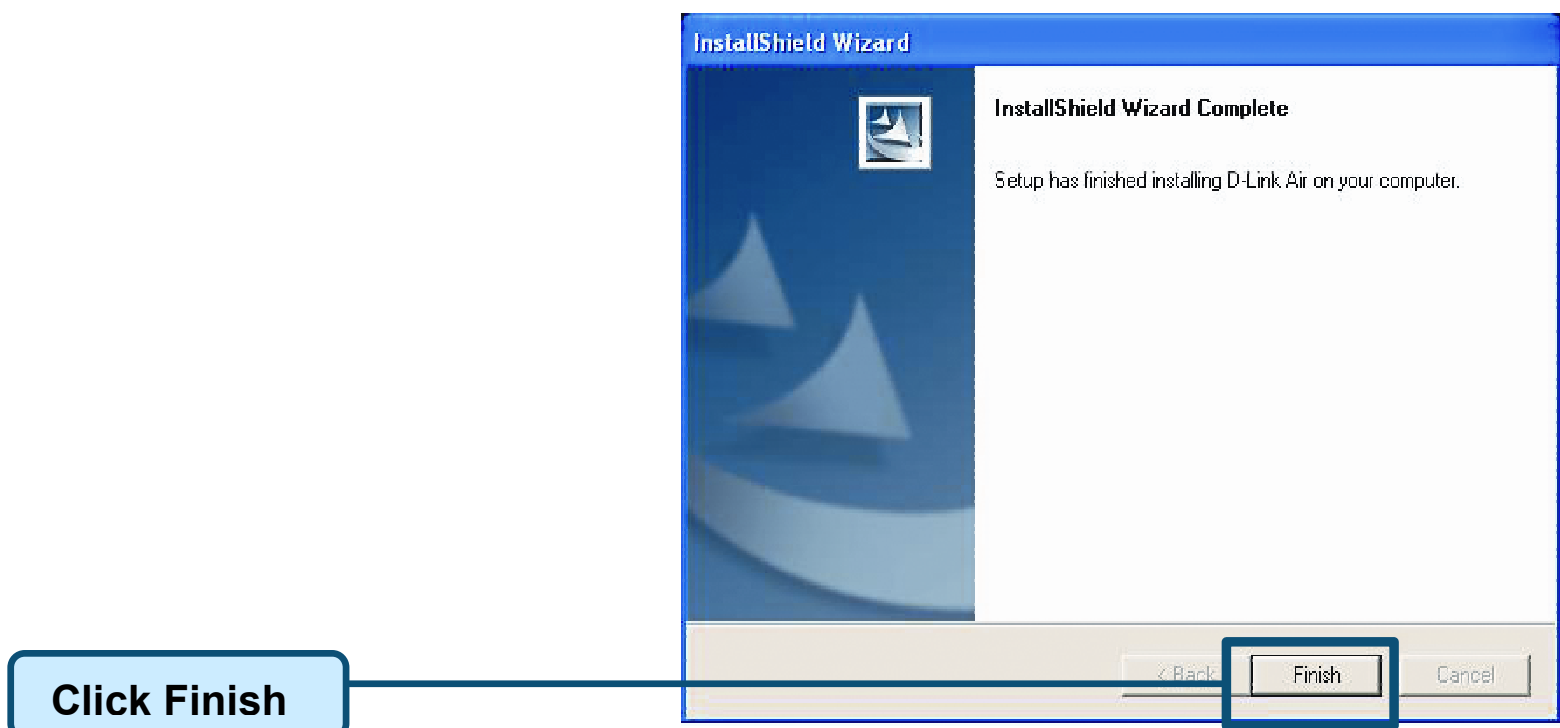 InstallShield Wizard
InstallShield Wizard Complete
Setup has finished installing D-Link Air on your computer.
< Back
Finish
Cancel
Click Finish